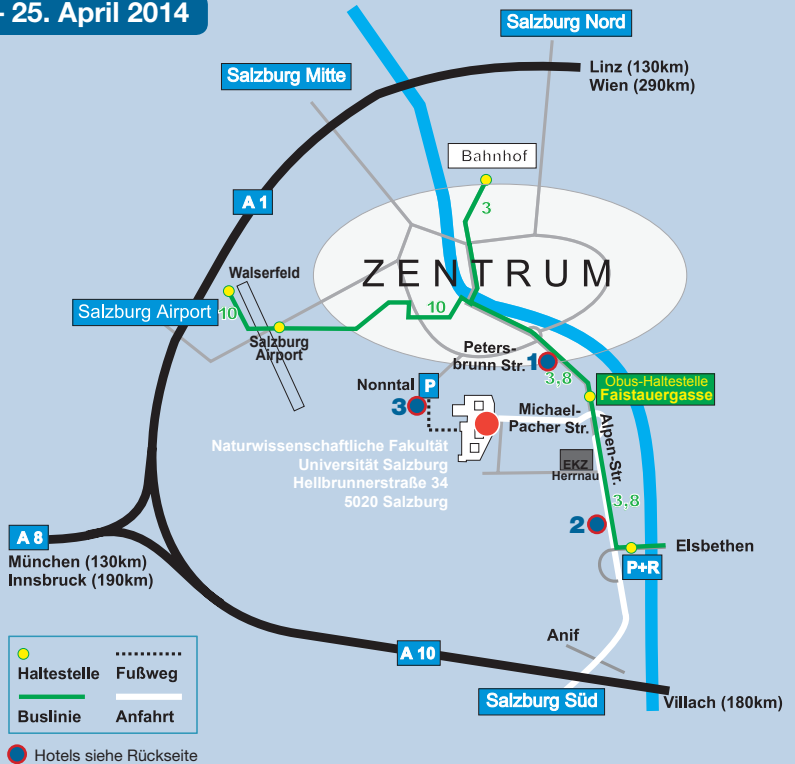 - 25. April 2014
Salzburg Nord
Salzburg Mitte
Linz (130km)
Wien (290km)
Bahnhof
3
A 1
ZENTRUM
Walserfeld
Salzburg Airport
10
10
Salzburg
Airport
Peters-
brunn Str.
1
3,8
Obus-Haltestelle
Faistauergasse
Nonntal
P
3
Michael-
Pacher Str.
Alpen-Str.
Naturwissenschaftliche Fakultät
Universität Salzburg
Hellbrunnerstraße 34
5020 Salzburg
EKZ
Herrnau
3,8
2
Elsbethen
P+R
A 8
München (130km)
Innsbruck (190km)
Anif
A 10
Salzburg Süd
Villach (180km)
Haltestelle
Fußweg
Buslinie
Anfahrt
Hotels siehe Rückseite